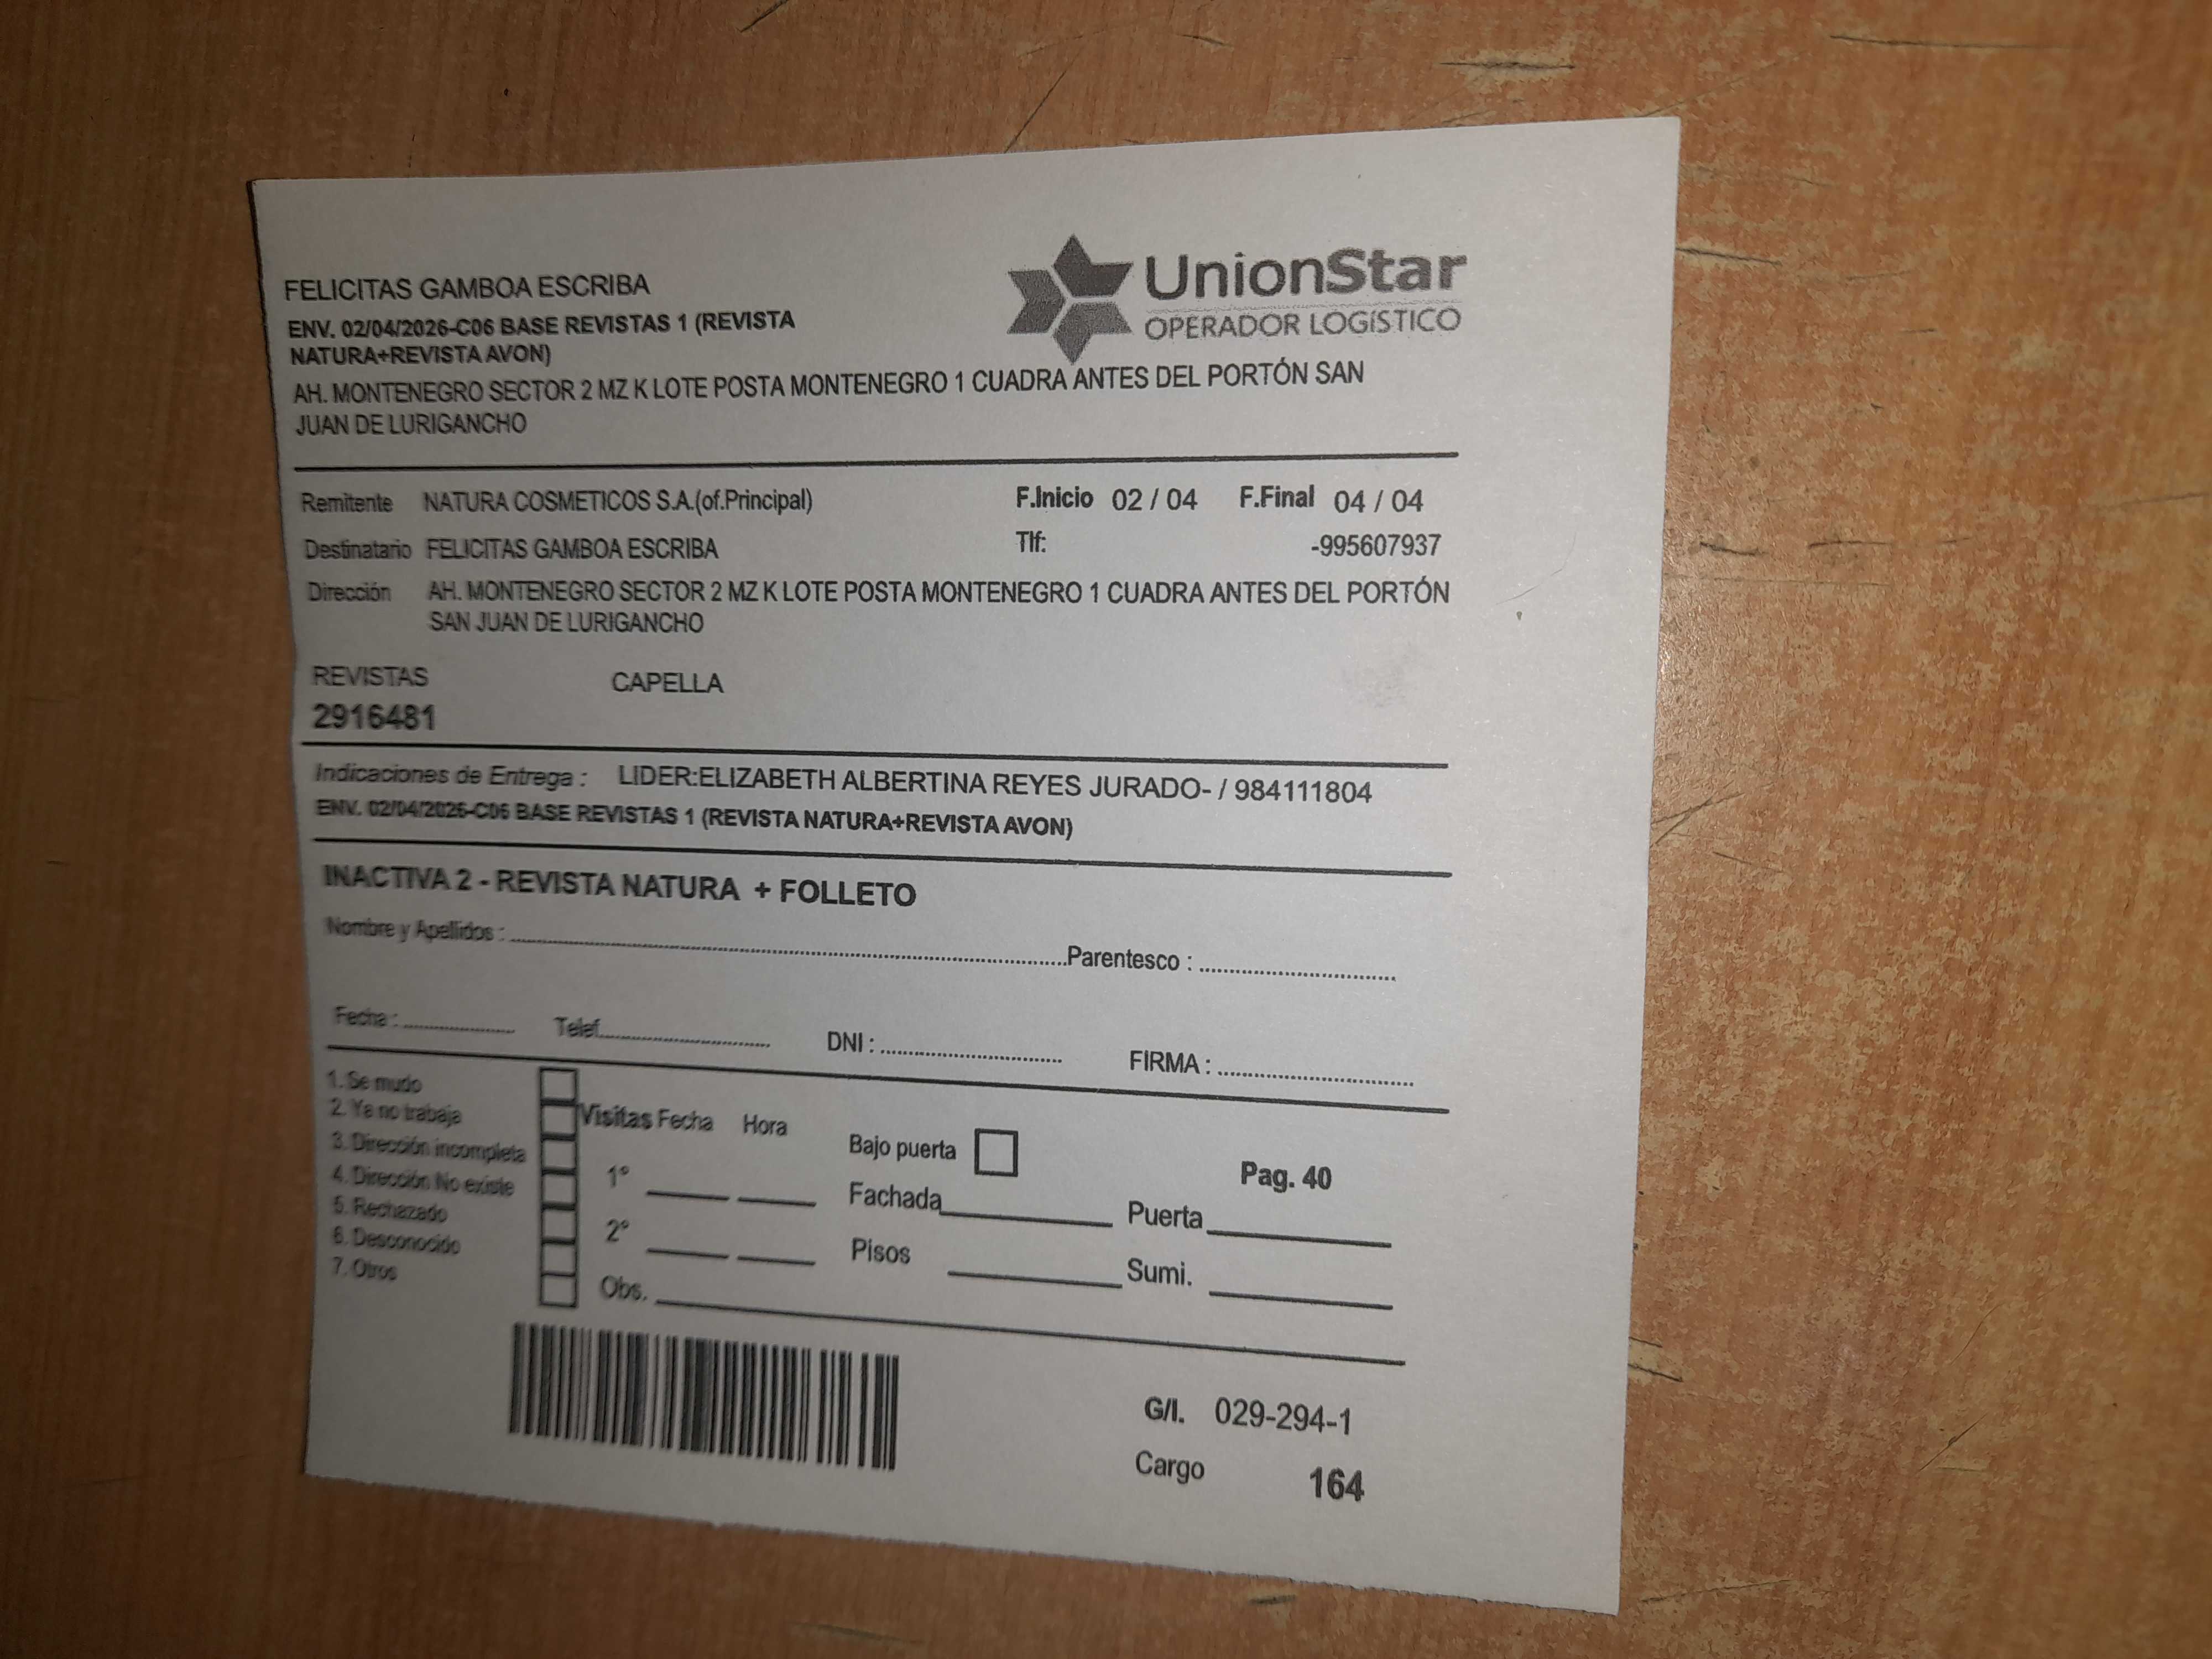 FELICITAS GAMBOA ESCRIBA
ENV. 02/04/2026-C06 BASE REVISTAS 1 (REVISTA
NATURA+REVISTA AVON)
UnionStar
OPERADOR LOGÍSTICO
AH. MONTENEGRO SECTOR 2 MZ K LOTE POSTA MONTENEGRO 1 CUADRA ANTES DEL PORTÓN SAN
JUAN DE LURIGANCHO
Remitente NATURA COSMETICOS S.A.(of.Principal) F.Inicio 02 / 04 F.Final 04 / 04
Destinatario FELICITAS GAMBOA ESCRIBA Tlf: -995607937
Dirección AH. MONTENEGRO SECTOR 2 MZ K LOTE POSTA MONTENEGRO 1 CUADRA ANTES DEL PORTÓN
SAN JUAN DE LURIGANCHO
REVISTAS CAPELLA
2916481
Indicaciones de Entrega : LIDER:ELIZABETH ALBERTINA REYES JURADO- / 984111804
ENV. 02/04/2026-C06 BASE REVISTAS 1 (REVISTA NATURA+REVISTA AVON)
INACTIVA 2 - REVISTA NATURA + FOLLETO
Nombre y Apellidos : Parentesco :
Fecha : Telef. DNI : FIRMA :
1. Se mudo
2. Ya no trabaja
3. Dirección incompleta
4. Dirección No existe
5. Rechazado
6. Desconocido
7. Otros
Visitas Fecha Hora
1°
2°
Obs.
Bajo puerta
Pag. 40
Fachada Puerta
Pisos Sumi.
G/I. 029-294-1
Cargo 164